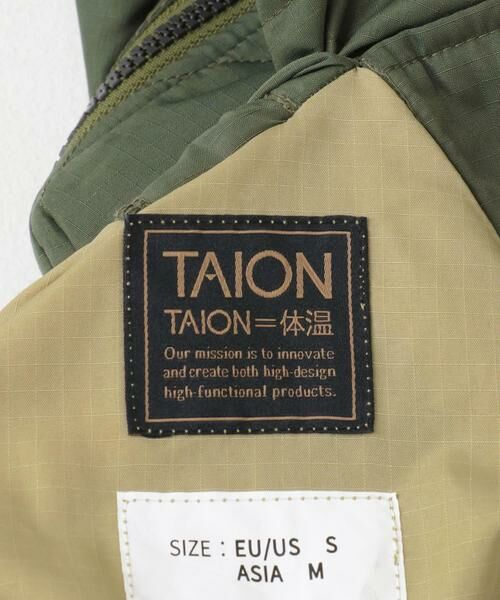 TAION
TAION=体温
Our mission is to innovate
and create both high-design
high-functional products.
SIZE : EU/US S
ASIA M